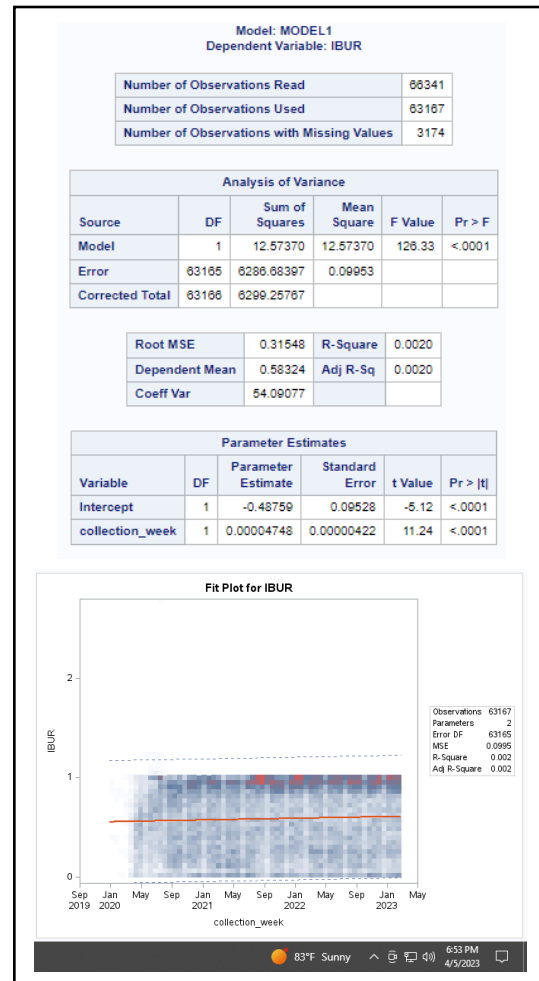 Model: MODEL1
Dependent Variable: IBUR
Number of Observations Read 66341
Number of Observations Used 63167
Number of Observations with Missing Values 3174
Analysis of Variance
Source DF Sum of Squares Mean Square F Value Pr > F
Model 1 12.57370 12.57370 126.33 <.0001
Error 63165 6286.68397 0.09953
Corrected Total 63166 6299.25767
Root MSE 0.31548 R-Square 0.0020
Dependent Mean 0.58324 Adj R-Sq 0.0020
Coeff Var 54.09077
Parameter Estimates
Variable DF Parameter Estimate Standard Error t Value Pr > |t|
Intercept 1 -0.48759 0.09528 -5.12 <.0001
collection_week 1 0.00004748 0.00000422 11.24 <.0001
Fit Plot for IBUR
2
1
0
IBUR
Sep Jan May Sep Jan May Sep Jan May Sep Jan May
2019 2020 2021 2022 2023
collection_week
Observations 63167
Parameters 2
Error DF 63165
MSE 0.0995
R-Square 0.002
Adj R-Square 0.002
83°F Sunny 6:53 PM
4/5/2023